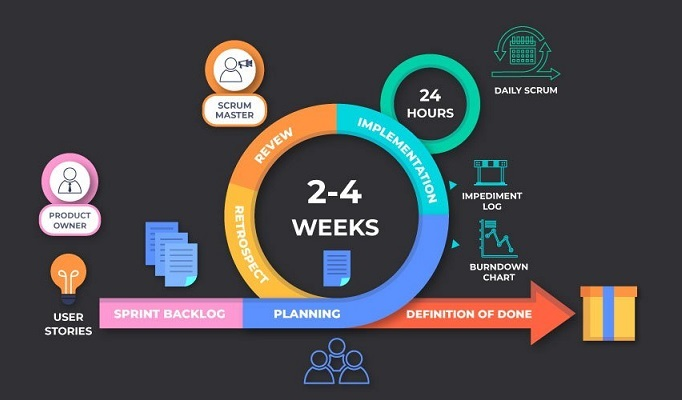 SCRUM
MASTER
24
HOURS
DAILY SCRUM
REVEW
IMPLEMENTATION
PRODUCT
OWNER
2-4
WEEKS
RETROSPECT
IMPEDIMENT
LOG
BURNDOWN
CHART
USER
STORIES
SPRINT BACKLOG
PLANNING
DEFINITION OF DONE